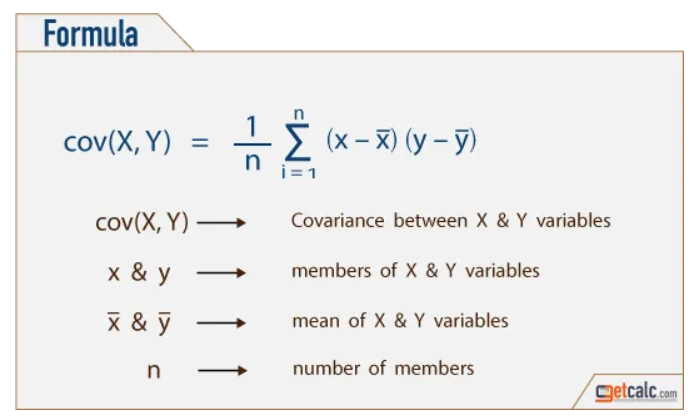 Formula
cov(X, Y) = 1/n n∑i=1 (x – x̅) (y – y̅)
cov(X, Y) ⟶ Covariance between X & Y variables
x & y ⟶ members of X & Y variables
x̅ & y̅ ⟶ mean of X & Y variables
n ⟶ number of members
getcalc.com